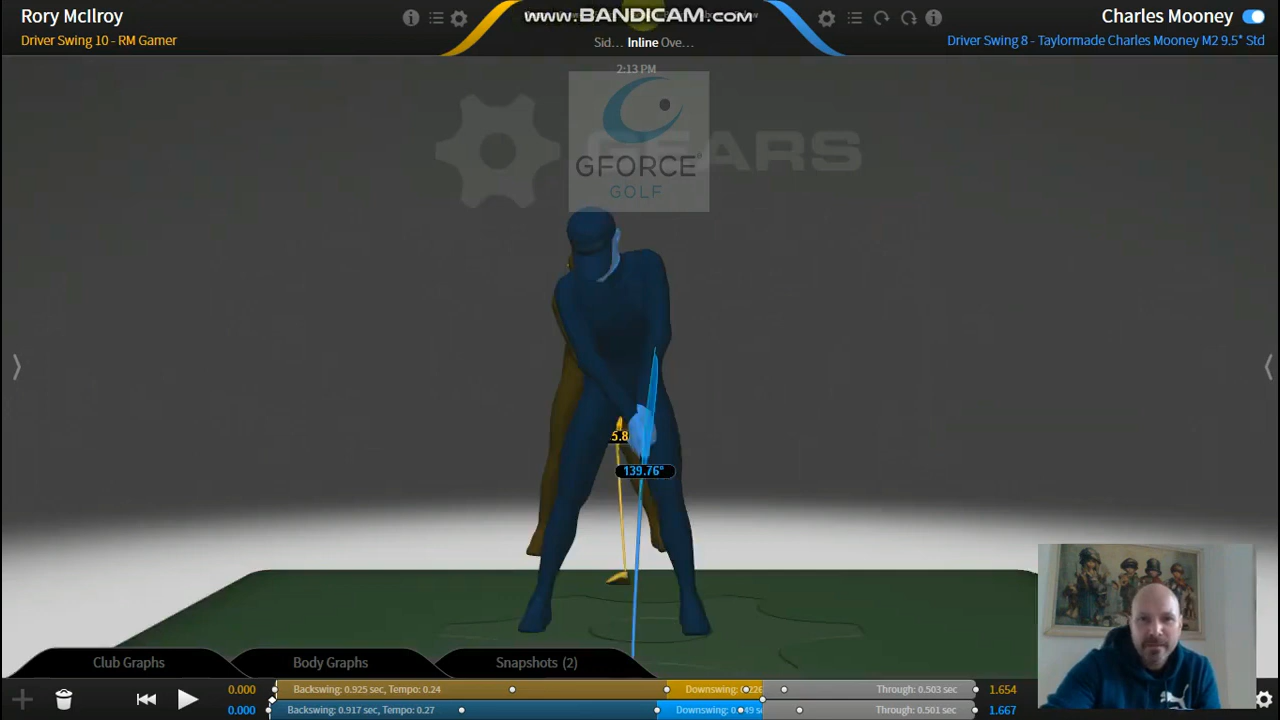 Rory McIlroy
Driver Swing 10 - RM Gamer
www.BANDICAM.com
Sid... Inline Ove...
Charles Mooney
Driver Swing 8 - Taylormade Charles Mooney M2 9.5* Std
2:13 PM
GEARS
GFORCE
GOLF
5.8
139.76°
Club Graphs
Body Graphs
Snapshots (2)
0.000
Backswing: 0.925 sec, Tempo: 0.24
Through: 0.503 sec
1.654
0.000
Backswing: 0.917 sec, Tempo: 0.27
Through: 0.501 sec
1.667